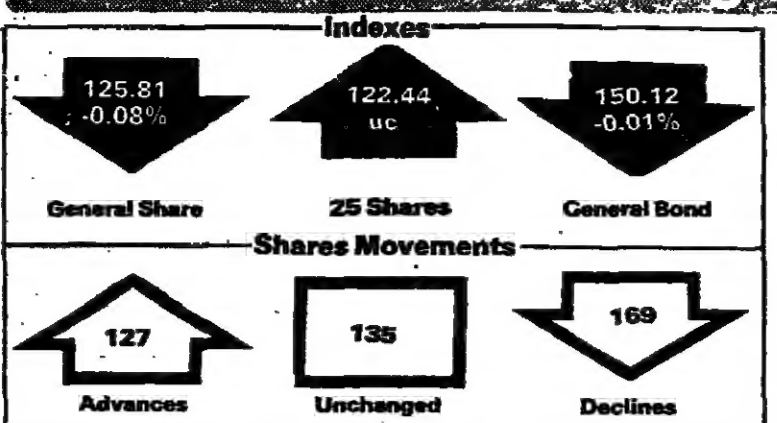 Indexes
125.81
-0.08%
122.44
uc
150.12
-0.01%
General Share
25 Shares
General Bond
Shares Movements
127
135
169
Advances
Unchanged
Declines